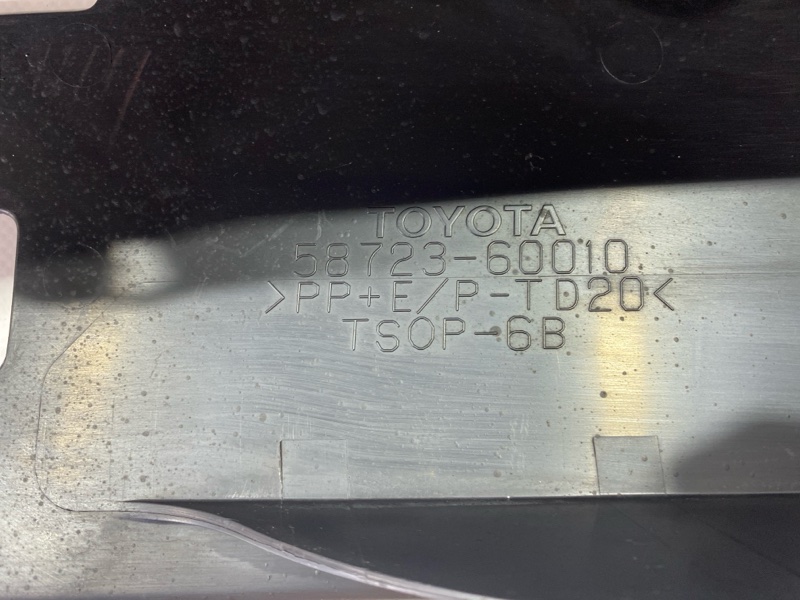 TOYOTA
58723-60010
>PP+E/P-TD20<
TSOP-6B